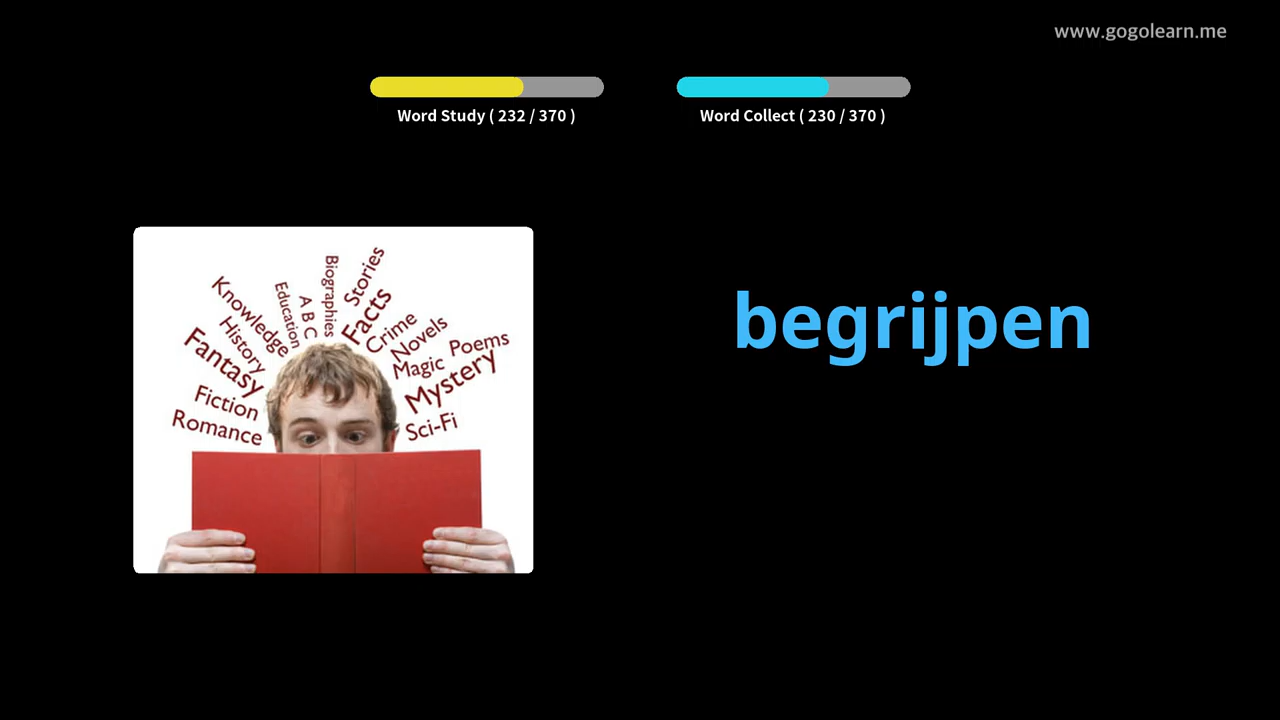 www.gogolearn.me
Word Study ( 232 / 370 )
Word Collect ( 230 / 370 )
begrijpen
Romance
Fiction
Fantasy
History
Knowledge
Education
A B C
Biographies
Stories
Facts
Crime
Novels
Magic
Poems
Mystery
Sci-Fi